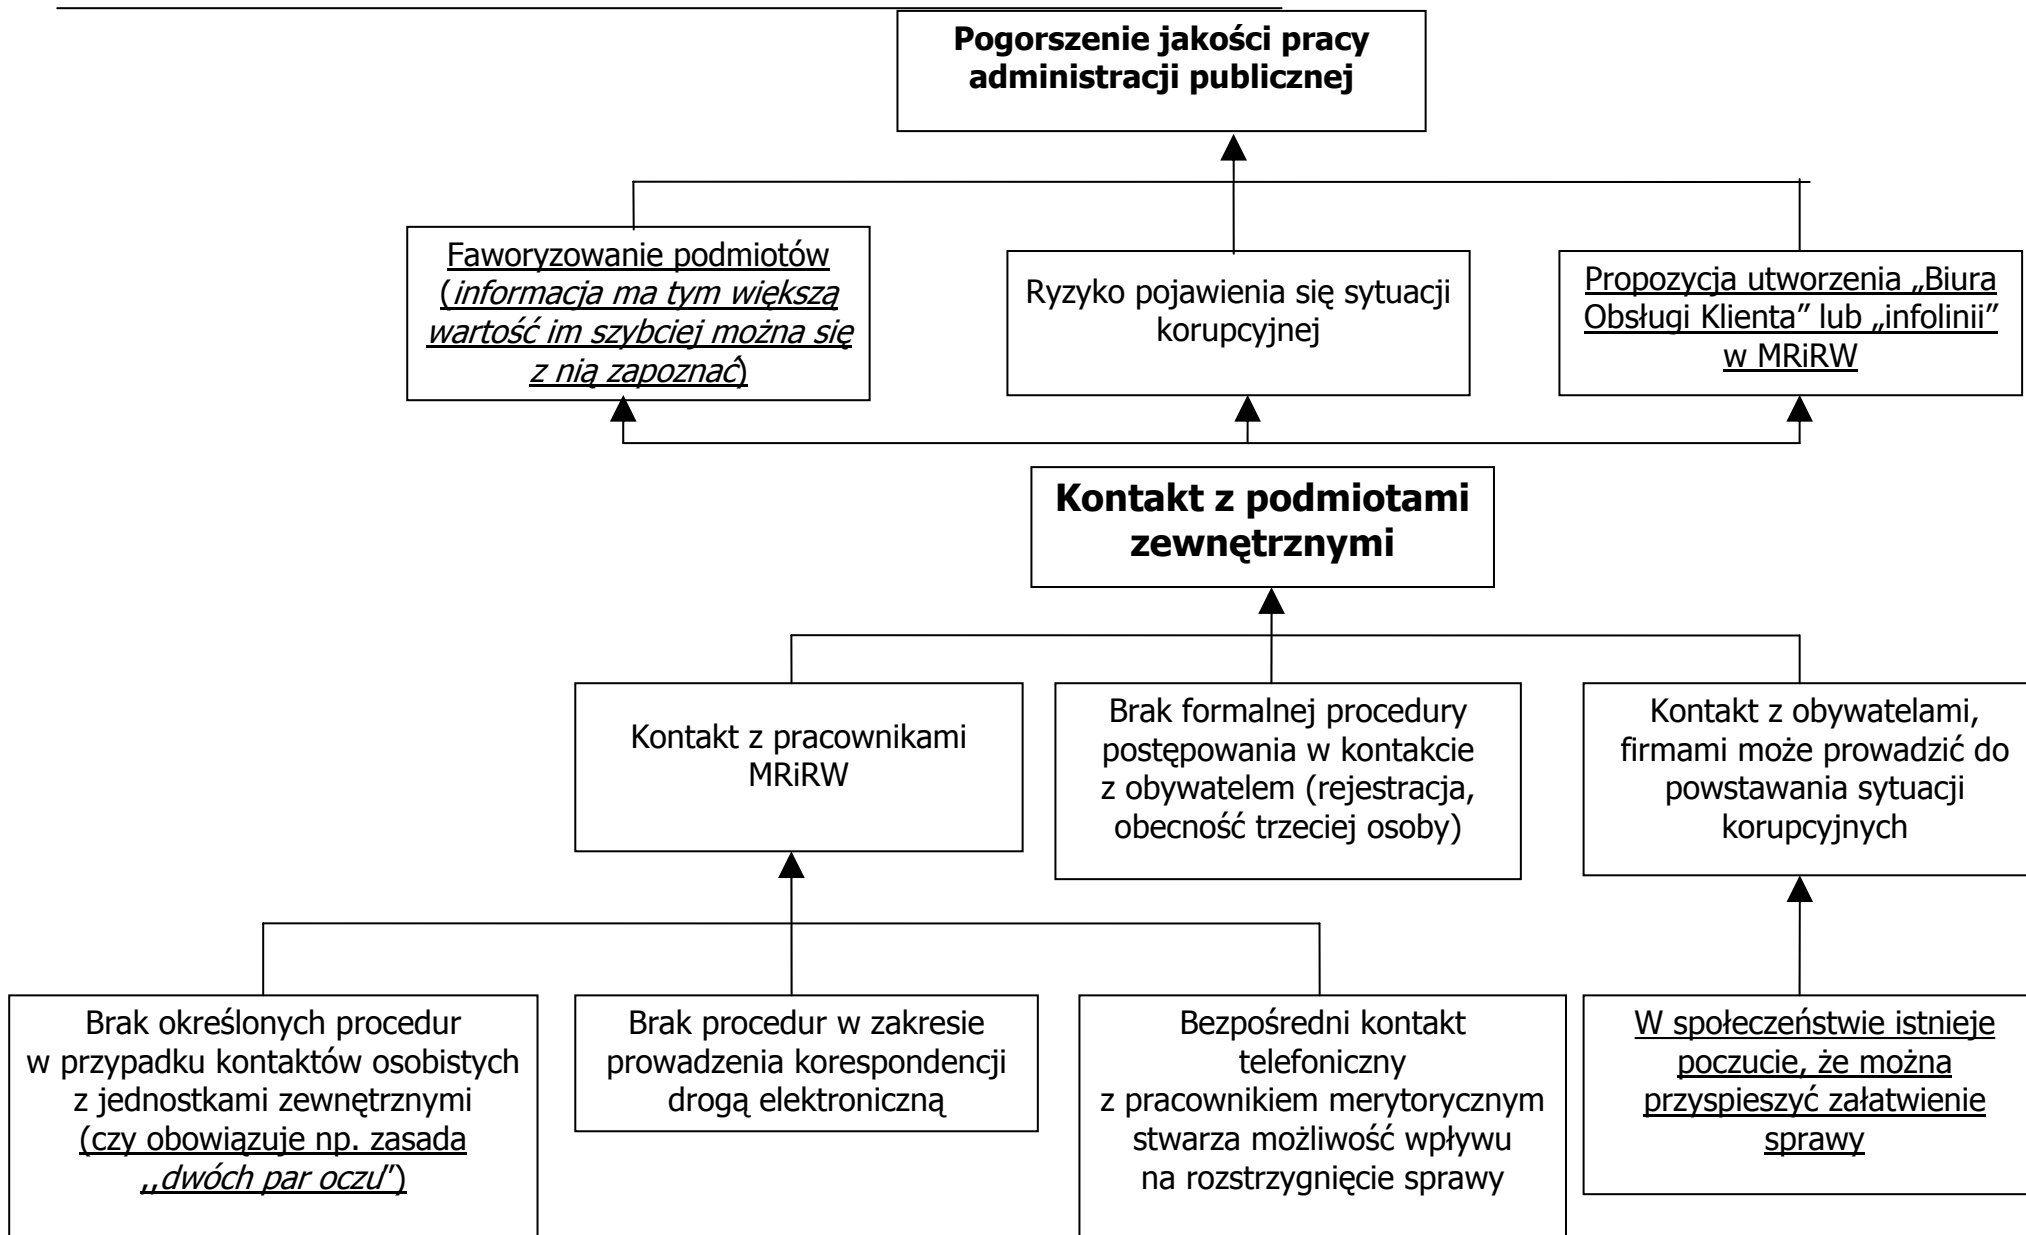 Pogorszenie jakości pracy
administracji publicznej
Faworyzowanie podmiotów
(informacja ma tym większą
wartość im szybciej można się
z nią zapoznać)
Ryzyko pojawienia się sytuacji
korupcyjnej
Propozycja utworzenia „Biura
Obsługi Klienta” lub „infolinii”
w MRiRW
Kontakt z podmiotami
zewnętrznymi
Kontakt z pracownikami
MRiRW
Brak formalnej procedury
postępowania w kontakcie
z obywatelem (rejestracja,
obecność trzeciej osoby)
Kontakt z obywatelami,
firmami może prowadzić do
powstawania sytuacji
korupcyjnych
Brak określonych procedur
w przypadku kontaktów osobistych
z jednostkami zewnętrznymi
(czy obowiązuje np. zasada
,,dwóch par oczu”)
Brak procedur w zakresie
prowadzenia korespondencji
drogą elektroniczną
Bezpośredni kontakt
telefoniczny
z pracownikiem merytorycznym
stwarza możliwość wpływu
na rozstrzygnięcie sprawy
W społeczeństwie istnieje
poczucie, że można
przyspieszyć załatwienie
sprawy